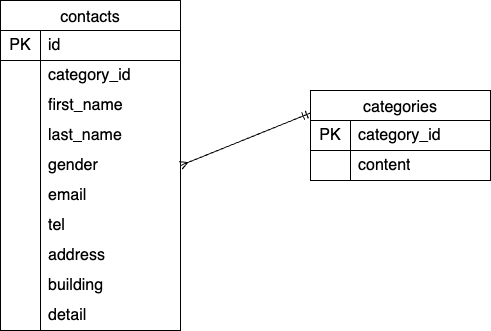 contacts
PK id
category_id
first_name
last_name
gender
email
tel
address
building
detail
categories
PK category_id
content